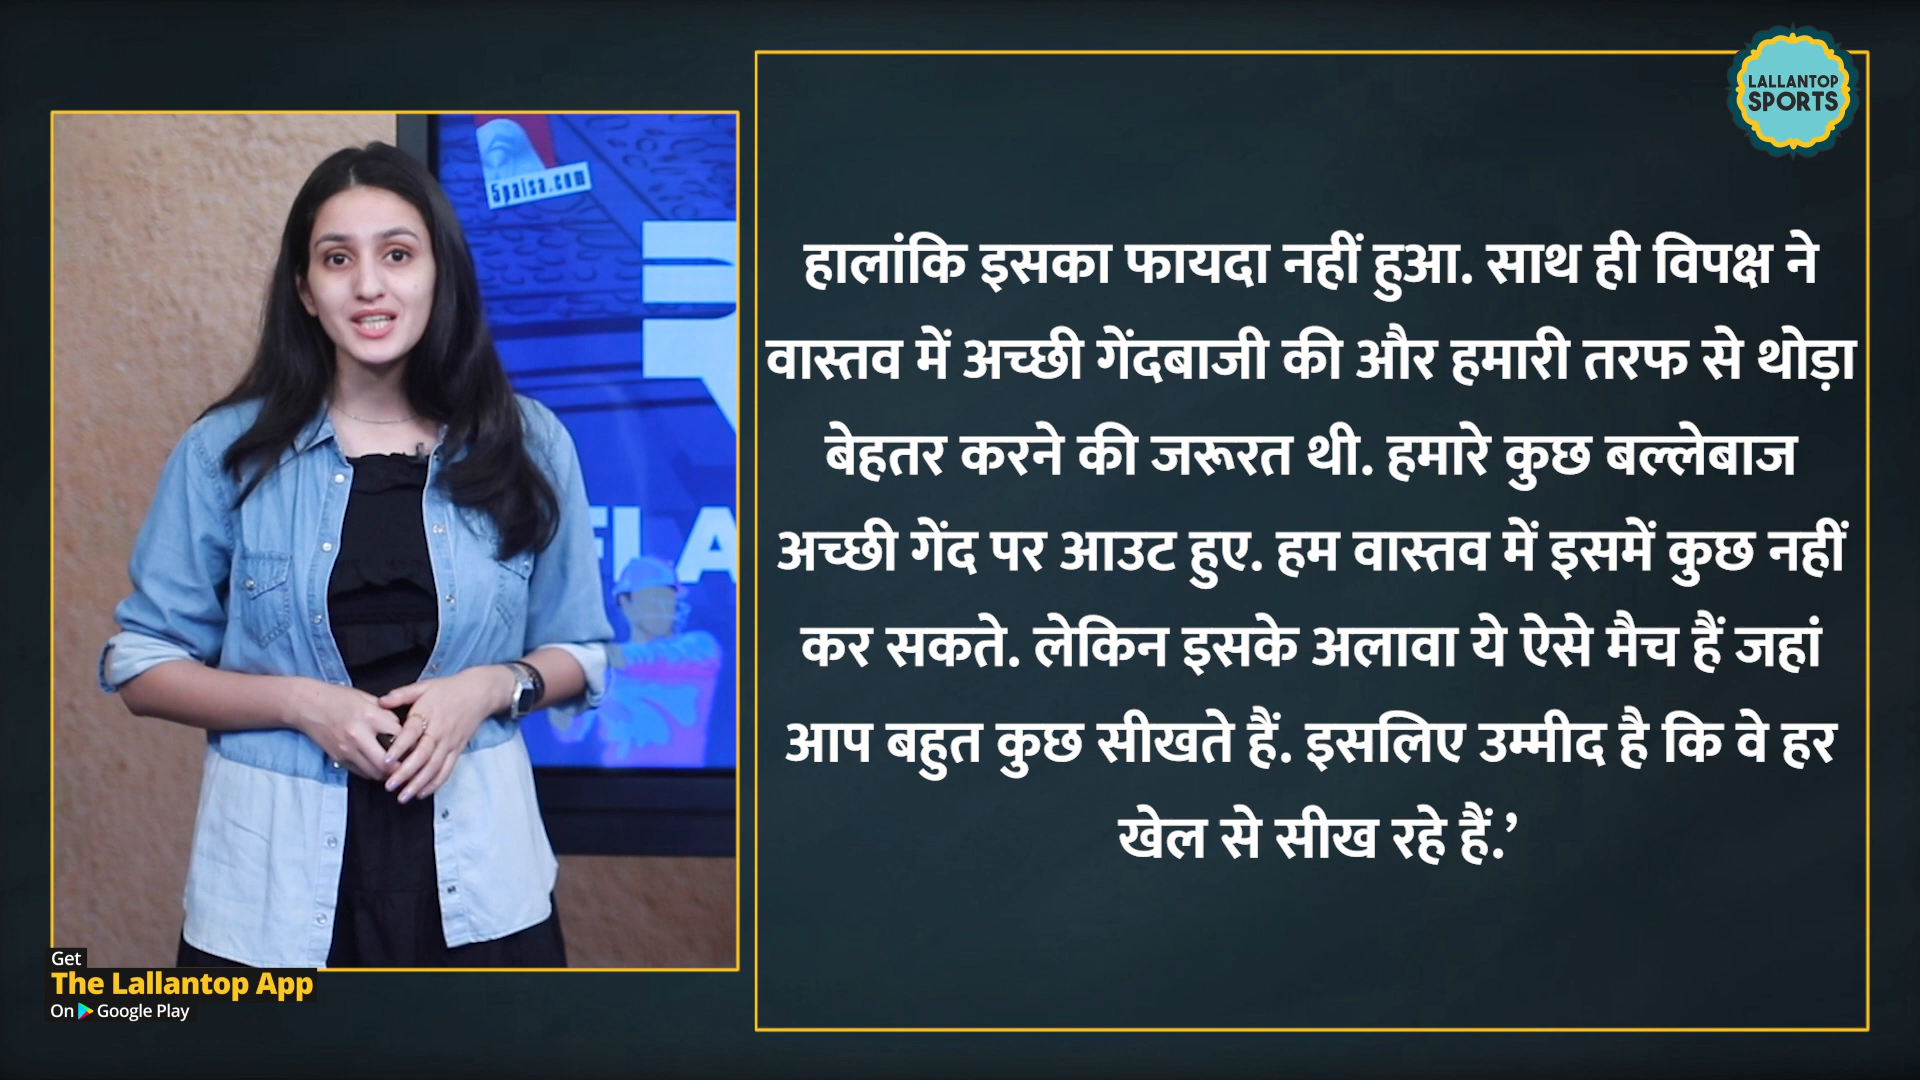 LALLANTOP
SPORTS
5paisa.com
हालांकि इसका फायदा नहीं हुआ. साथ ही विपक्ष ने
वास्तव में अच्छी गेंदबाजी की और हमारी तरफ से थोड़ा
बेहतर करने की जरूरत थी. हमारे कुछ बल्लेबाज
अच्छी गेंद पर आउट हुए. हम वास्तव में इसमें कुछ नहीं
कर सकते. लेकिन इसके अलावा ये ऐसे मैच हैं जहां
आप बहुत कुछ सीखते हैं. इसलिए उम्मीद है कि वे हर
खेल से सीख रहे हैं.’
Get
The Lallantop App
On Google Play